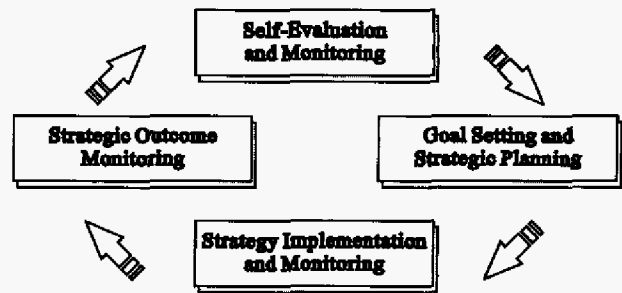 Self-Evaluation
and Monitoring
Strategic Outcome
Monitoring
Goal Setting and
Strategic Planning
Strategy Implementation
and Monitoring